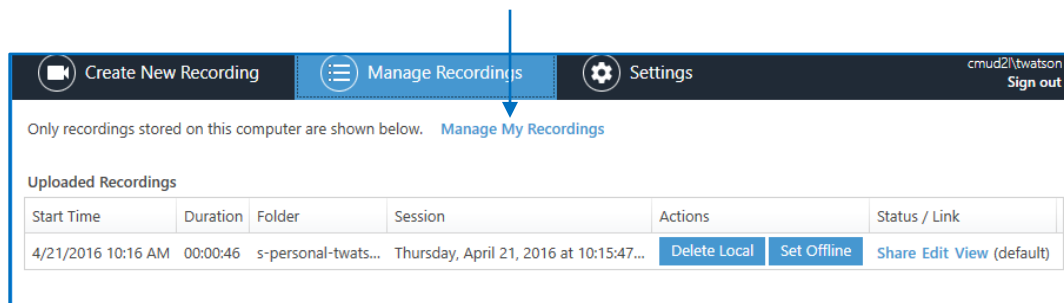 Create New Recording Manage Recordings Settings cmud2l\twatson
Sign out
Only recordings stored on this computer are shown below. Manage My Recordings
Uploaded Recordings
Start Time Duration Folder Session Actions Status / Link
4/21/2016 10:16 AM 00:00:46 s-personal-twats... Thursday, April 21, 2016 at 10:15:47... Delete Local Set Offline Share Edit View (default)